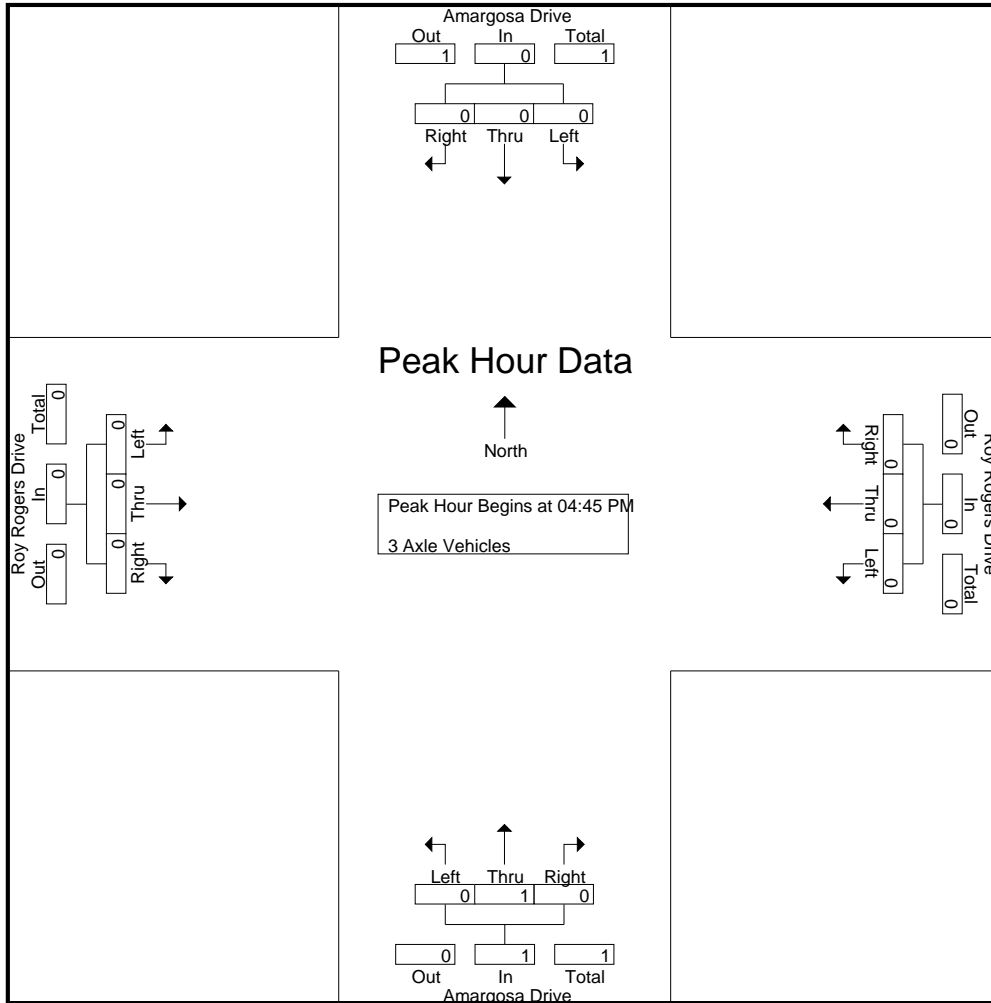 Amargosa Drive
Out In Total
1 0 1
0 0 0
Right Thru Left
Peak Hour Data
North
Peak Hour Begins at 04:45 PM
3 Axle Vehicles
Roy Rogers Drive
Total In Out
0 0 0
0 0 0
Left Thru Right
Right Thru Left
0 0 0
0 0 0
Out In Total
Roy Rogers Drive
Left Thru Right
0 1 0
0 1 1
Out In Total
Amargosa Drive